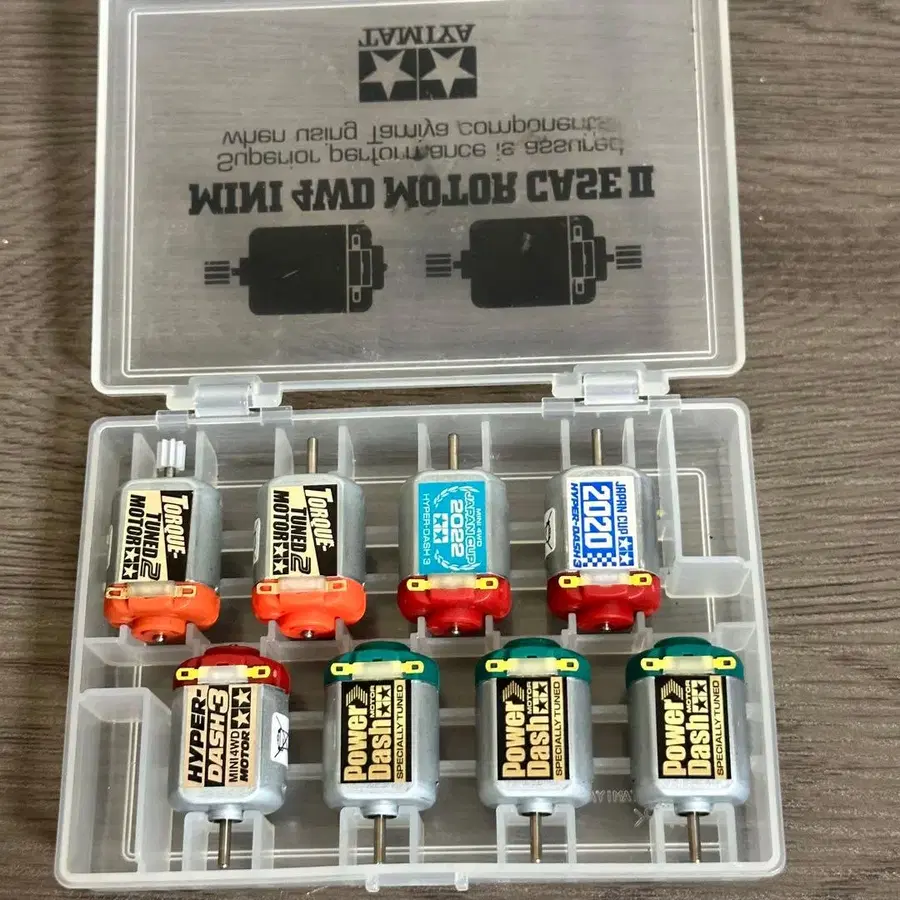 TAMIYA
when using Tamiya components.
Superior performance is assured
MINI 4WD MOTOR CASE II
TORQUE-
TUNED 2
MOTOR
TORQUE-
TUNED 2
MOTOR
MINI 4WD
JAPAN CUP
2022
HYPER-DASH 3
JAPAN CUP
2020
HYPER-DASH 3
HYPER-
DASH 3
MINI 4WD
MOTOR
Power
Dash
MOTOR
SPECIALLY TUNED
Power
Dash
MOTOR
SPECIALLY TUNED
Power
Dash
MOTOR
SPECIALLY TUNED